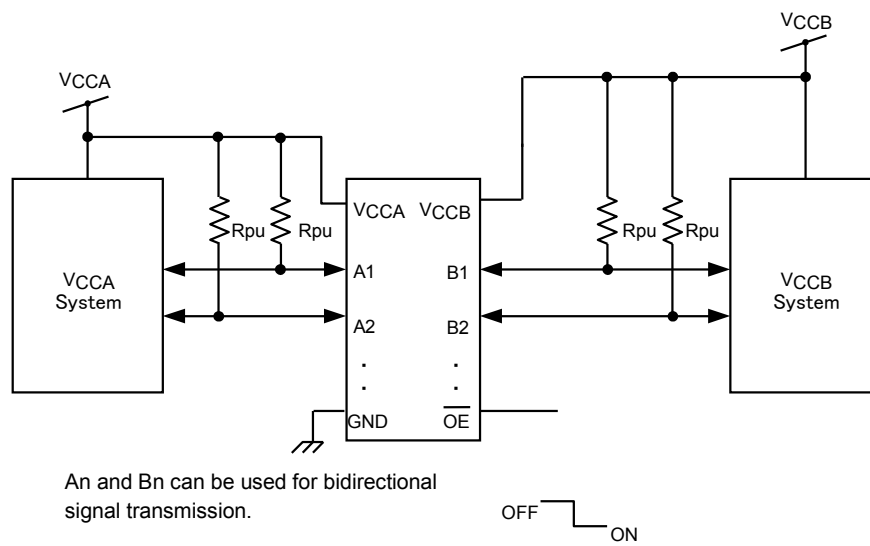 VCCB
VCCA
VCCA VCCB
Rpu Rpu Rpu Rpu
VCCA
System
A1 B1
VCCB
System
A2 B2
. .
. .
GND OE
An and Bn can be used for bidirectional
signal transmission.
OFF
ON